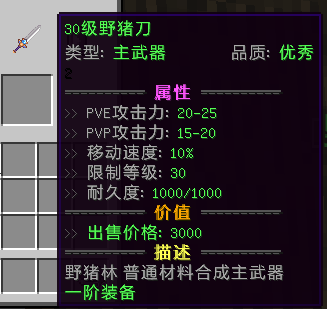 30级野猪刀
类型: 主武器 品质: 优秀
2
属性
>> PVE攻击力: 20-25
>> PVP攻击力: 15-20
>> 移动速度: 10%
>> 限制等级: 30
>> 耐久度: 1000/1000
价值
>> 出售价格: 3000
描述
野猪林 普通材料合成主武器
一阶装备